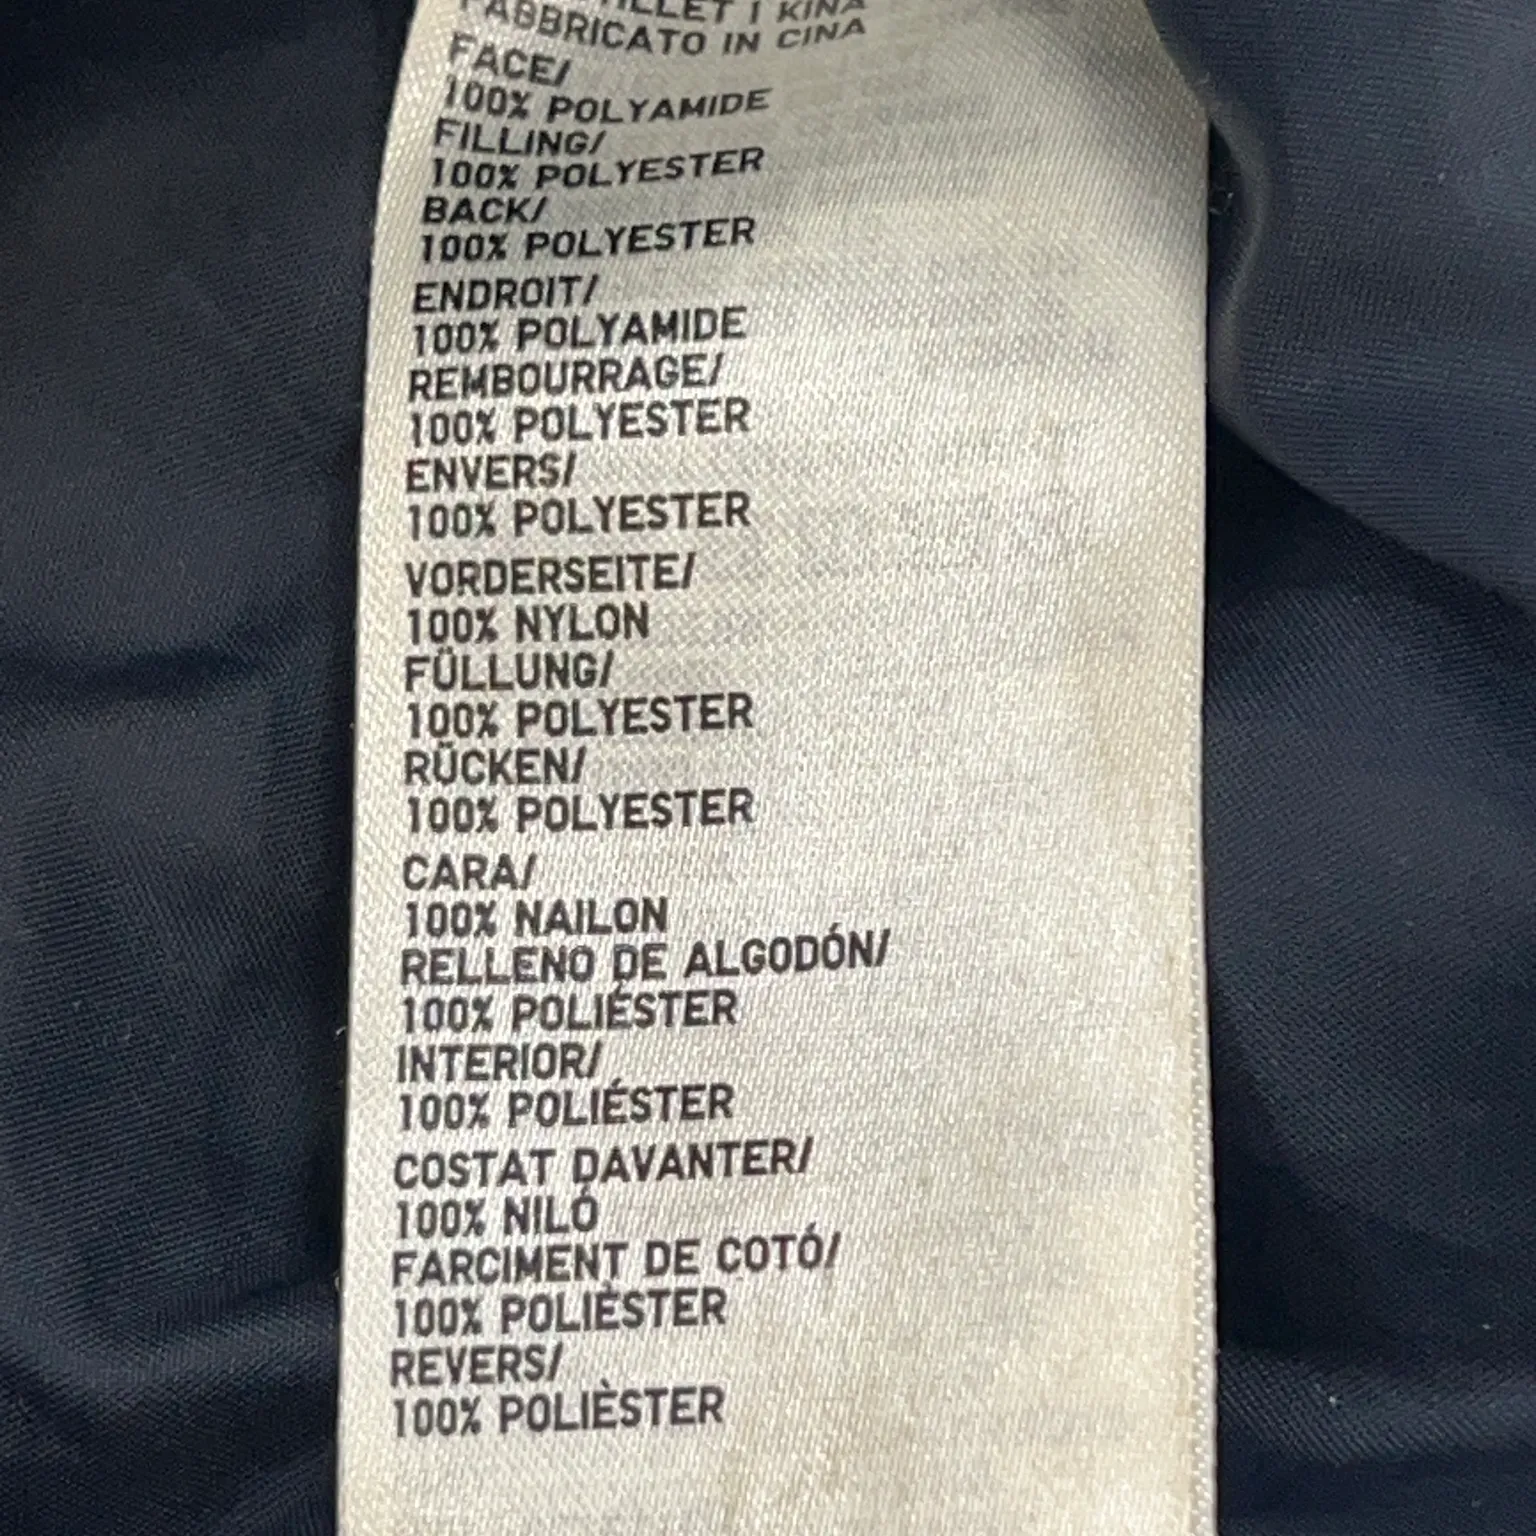 I KINA
FABBRICATO IN CINA
FACE/
100% POLYAMIDE
FILLING/
100% POLYESTER
BACK/
100% POLYESTER
ENDROIT/
100% POLYAMIDE
REMBOURRAGE/
100% POLYESTER
ENVERS/
100% POLYESTER
VORDERSEITE/
100% NYLON
FÜLLUNG/
100% POLYESTER
RÜCKEN/
100% POLYESTER
CARA/
100% NAILON
RELLENO DE ALGODÓN/
100% POLIÉSTER
INTERIOR/
100% POLIÉSTER
COSTAT DAVANTER/
100% NILÓ
FARCIMENT DE COTÓ/
100% POLIÈSTER
REVERS/
100% POLIÈSTER